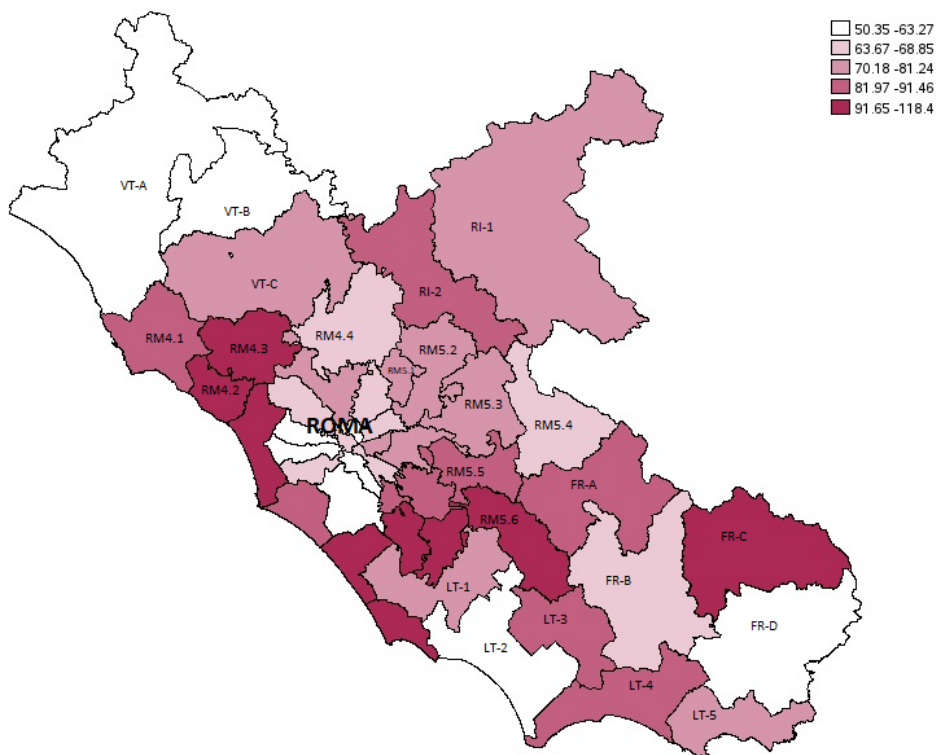 50.35 -63.27
63.67 -68.85
70.18 -81.24
81.97 -91.46
91.65 -118.4
VT-A
VT-B
RI-1
VT-C
RI-2
RM4.1
RM4.3
RM4.4
RM5.2
RM5.1
RM4.2
RM5.3
ROMA
RM5.4
RM5.5
FR-A
RM5.6
FR-C
FR-B
LT-1
LT-3
FR-D
LT-2
LT-4
LT-5